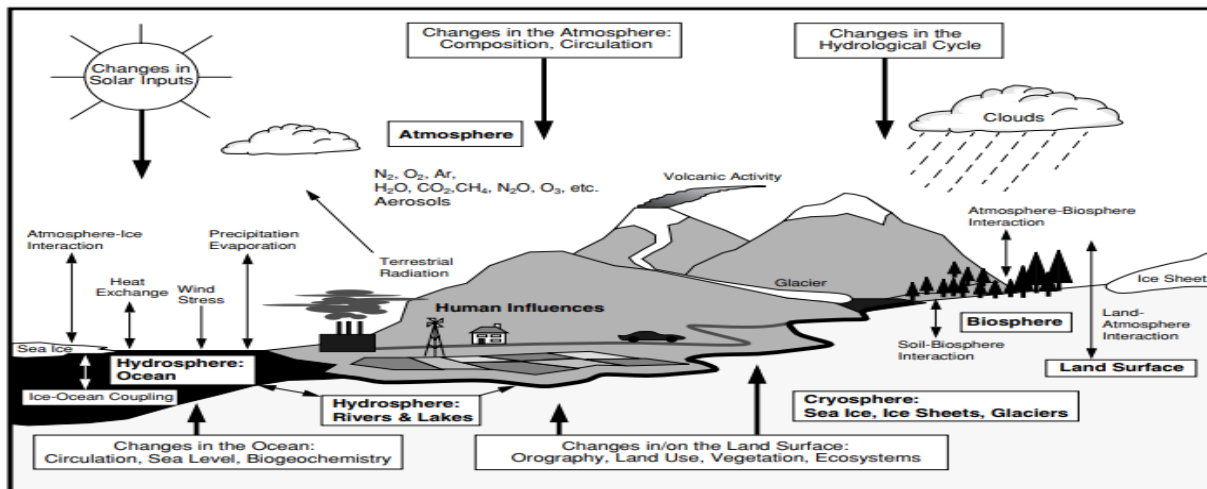 Changes in
Solar Inputs
Changes in the Atmosphere:
Composition, Circulation
Changes in the
Hydrological Cycle
Clouds
Atmosphere
N₂, O₂, Ar,
H₂O, CO₂,CH₄, N₂O, O₃, etc.
Aerosols
Volcanic Activity
Atmosphere-Ice
Interaction
Precipitation
Evaporation
Terrestrial
Radiation
Heat
Exchange
Wind
Stress
Atmosphere-Biosphere
Interaction
Glacier
Ice Sheet
Human Influences
Biosphere
Land-
Atmosphere
Interaction
Soil-Biosphere
Interaction
Land Surface
Sea Ice
Hydrosphere:
Ocean
Ice-Ocean Coupling
Hydrosphere:
Rivers & Lakes
Cryosphere:
Sea Ice, Ice Sheets, Glaciers
Changes in the Ocean:
Circulation, Sea Level, Biogeochemistry
Changes in/on the Land Surface:
Orography, Land Use, Vegetation, Ecosystems